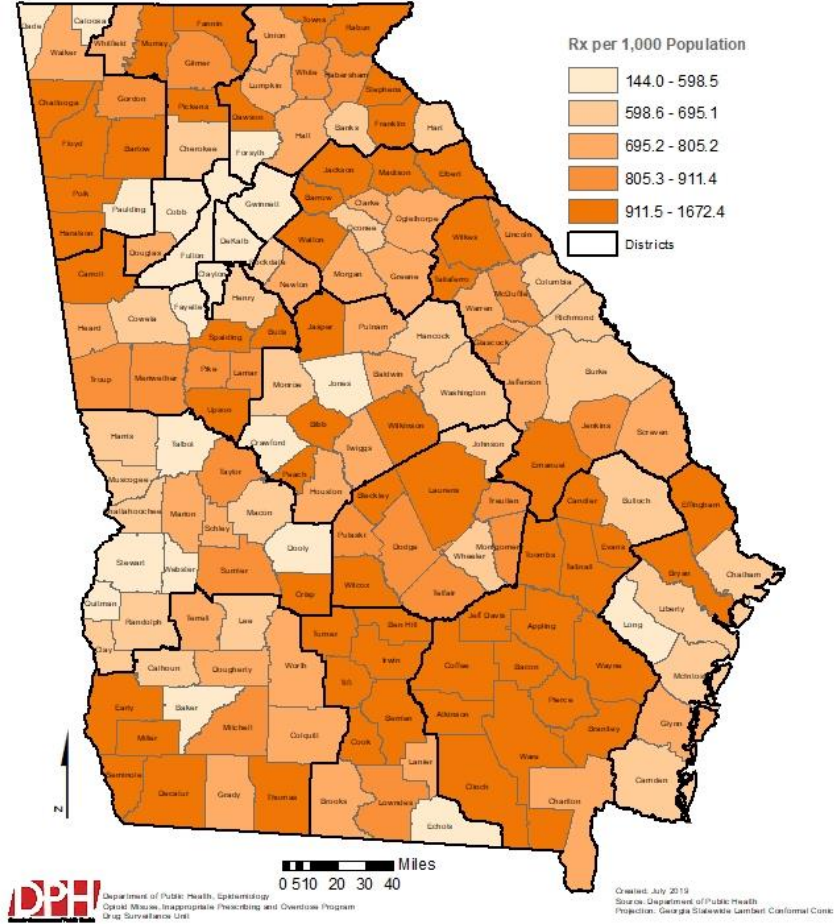 Dade
Catoosa
Walker
Whitfield
Murray
Fannin
Union
Towns
Rabun
Gilmer
Lumpkin
White
Habersham
Stephens
Chattooga
Gordon
Pickens
Dawson
Hall
Banks
Franklin
Hart
Floyd
Bartow
Cherokee
Forsyth
Jackson
Madison
Elbert
Polk
Paulding
Cobb
Gwinnett
Barrow
Clarke
Oglethorpe
Oconee
Haralson
Douglas
Fulton
DeKalb
Walton
Wilkes
Lincoln
Carroll
Clayton
Rockdale
Newton
Morgan
Greene
Taliaferro
McDuffie
Columbia
Heard
Coweta
Fayette
Henry
Warren
Richmond
Spalding
Butts
Jasper
Putnam
Hancock
Glascock
Troup
Meriwether
Pike
Lamar
Monroe
Jones
Baldwin
Washington
Jefferson
Burke
Upson
Harris
Talbot
Crawford
Bibb
Wilkinson
Johnson
Jenkins
Screven
Muscogee
Taylor
Peach
Twiggs
Emanuel
Chattahoochee
Marion
Macon
Houston
Bleckley
Laurens
Treutlen
Candler
Bulloch
Effingham
Schley
Stewart
Webster
Sumter
Dooly
Pulaski
Dodge
Wheeler
Montgomery
Toombs
Tattnall
Evans
Bryan
Chatham
Quitman
Randolph
Crisp
Wilcox
Telfair
Liberty
Long
Clay
Terrell
Lee
Turner
Ben Hill
Jeff Davis
Appling
Wayne
McIntosh
Calhoun
Dougherty
Worth
Irwin
Coffee
Bacon
Tift
Early
Baker
Mitchell
Pierce
Miller
Colquitt
Cook
Berrien
Atkinson
Brantley
Glynn
Ware
Seminole
Decatur
Grady
Thomas
Brooks
Lowndes
Lanier
Clinch
Charlton
Camden
Echols
Rx per 1,000 Population
144.0 - 598.5
598.6 - 695.1
695.2 - 805.2
805.3 - 911.4
911.5 - 1672.4
Districts
N
Miles
0 510 20 30 40
DPH
Department of Public Health, Epidemiology
Opioid Misuse, Inappropriate Prescribing and Overdose Program
Drug Surveillance Unit
Created: July 2019
Source: Department of Public Health
Projection: Georgia Statewide Lambert Conformal Conic